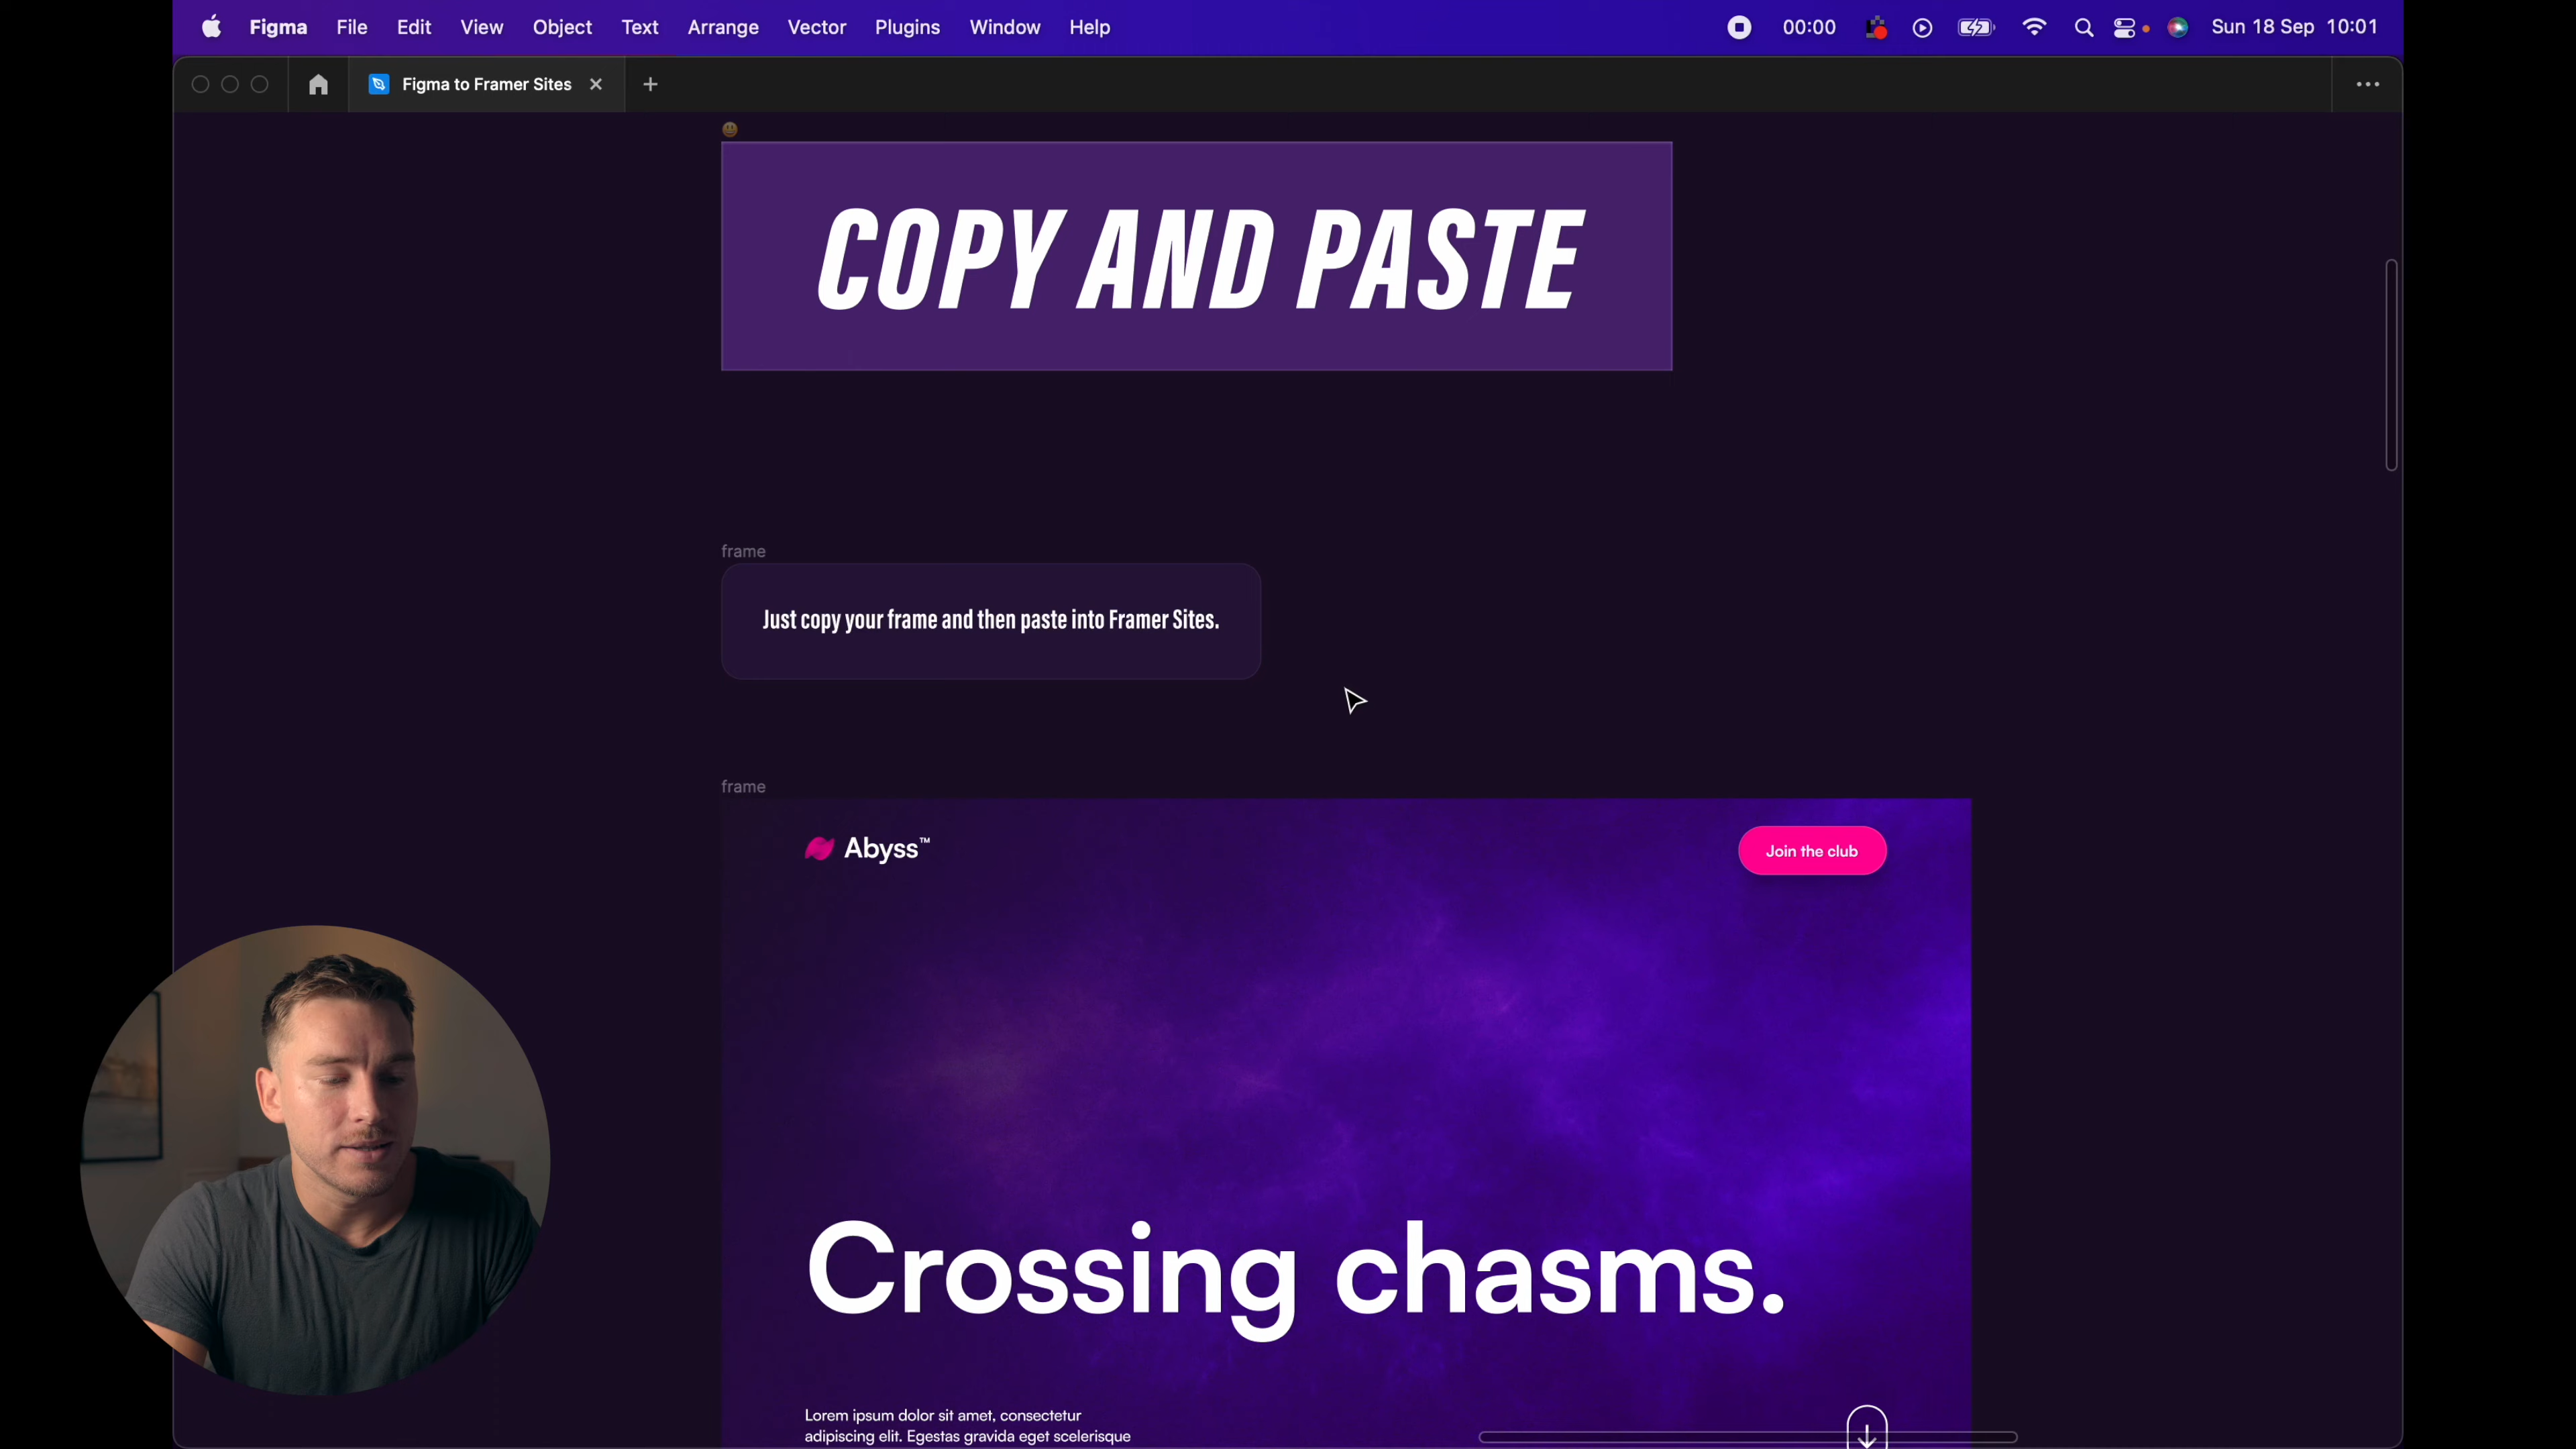 Figma File Edit View Object Text Arrange Vector Plugins Window Help 00:00 Sun 18 Sep 10:01
Figma to Framer Sites
COPY AND PASTE
frame
Just copy your frame and then paste into Framer Sites.
frame
Abyss™ Join the club
Crossing chasms.
Lorem ipsum dolor sit amet, consectetur
adipiscing elit. Egestas gravida eget scelerisque